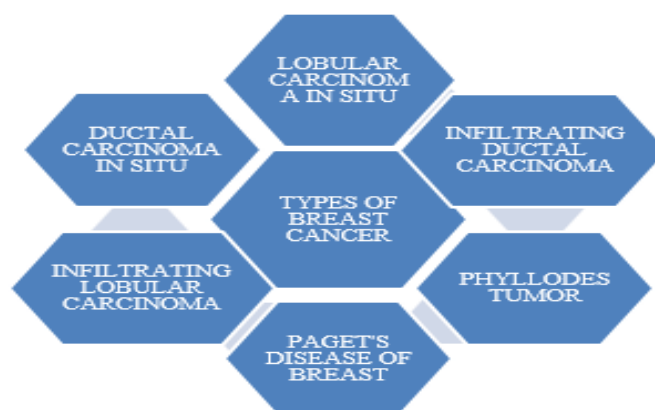 LOBULAR
CARCINOM
A IN SITU
DUCTAL
CARCINOMA
IN SITU
INFILTRATING
DUCTAL
CARCINOMA
TYPES OF
BREAST
CANCER
INFILTRATING
LOBULAR
CARCINOMA
PHYLLODES
TUMOR
PAGET'S
DISEASE OF
BREAST